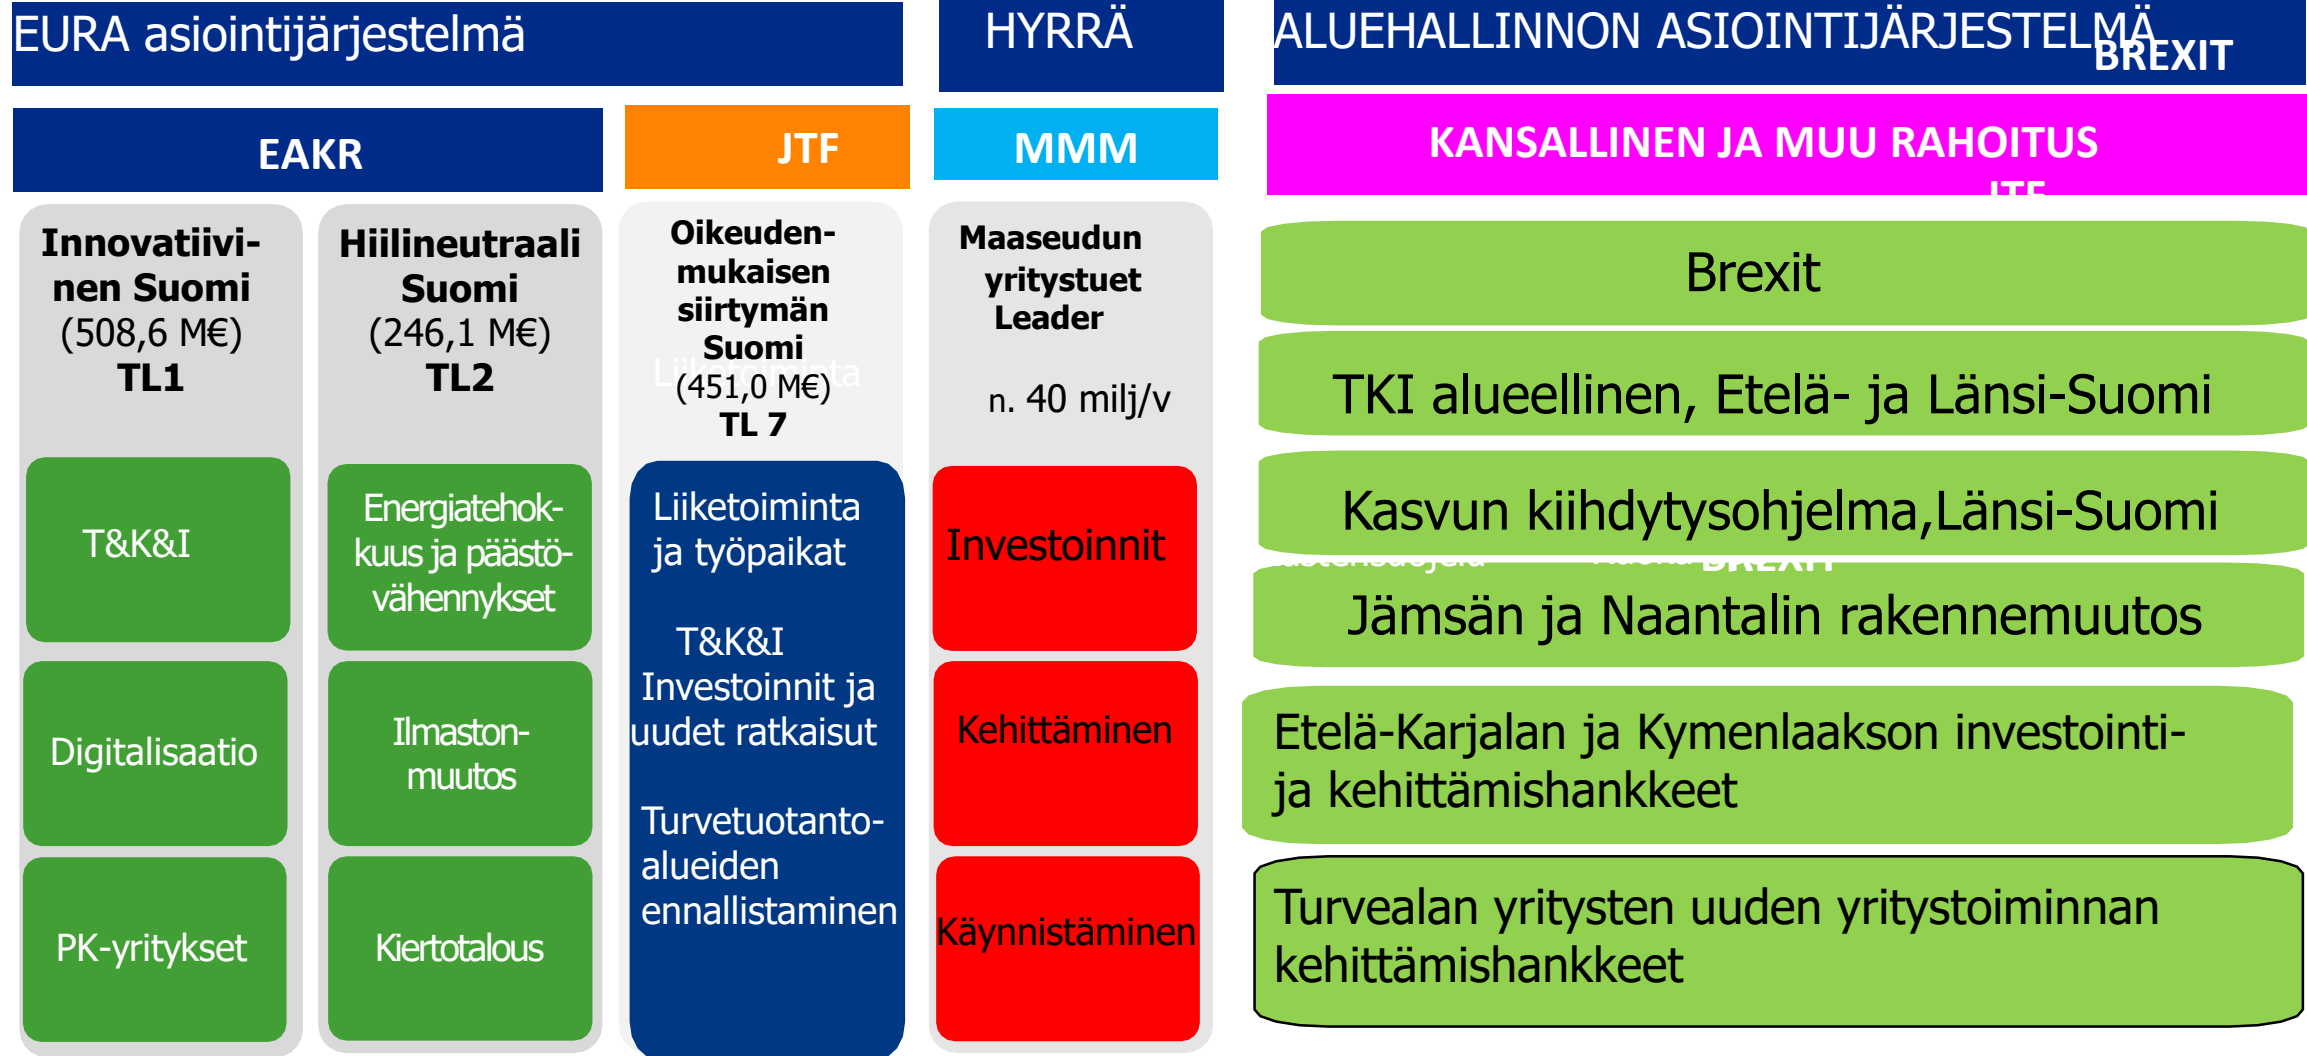 EURA asiointijärjestelmä
HYRRÄ
ALUEHALLINNON ASIOINTIJÄRJESTELMÄ
BREXIT
EAKR
JTF
MMM
KANSALLINEN JA MUU RAHOITUS
JTF
Innovatiivi-
nen Suomi
(508,6 M€)
TL1
T&K&I
Digitalisaatio
PK-yritykset
Hiilineutraali
Suomi
(246,1 M€)
TL2
Energiatehok-
kuus ja päästö-
vähennykset
Ilmaston-
muutos
Kiertotalous
Oikeuden-
mukaisen
siirtymän
Suomi
Liiketoiminta
(451,0 M€)
TL 7
Liiketoiminta
ja työpaikat
T&K&I
Investoinnit ja
uudet ratkaisut
Turvetuotanto-
alueiden
ennallistaminen
Maaseudun
yritystuet
Leader
n. 40 milj/v
Investoinnit
Kehittäminen
Käynnistäminen
Brexit
TKI alueellinen, Etelä- ja Länsi-Suomi
Kasvun kiihdytysohjelma,Länsi-Suomi
BREXIT
Jämsän ja Naantalin rakennemuutos
Etelä-Karjalan ja Kymenlaakson investointi-
ja kehittämishankkeet
Turvealan yritysten uuden yritystoiminnan
kehittämishankkeet